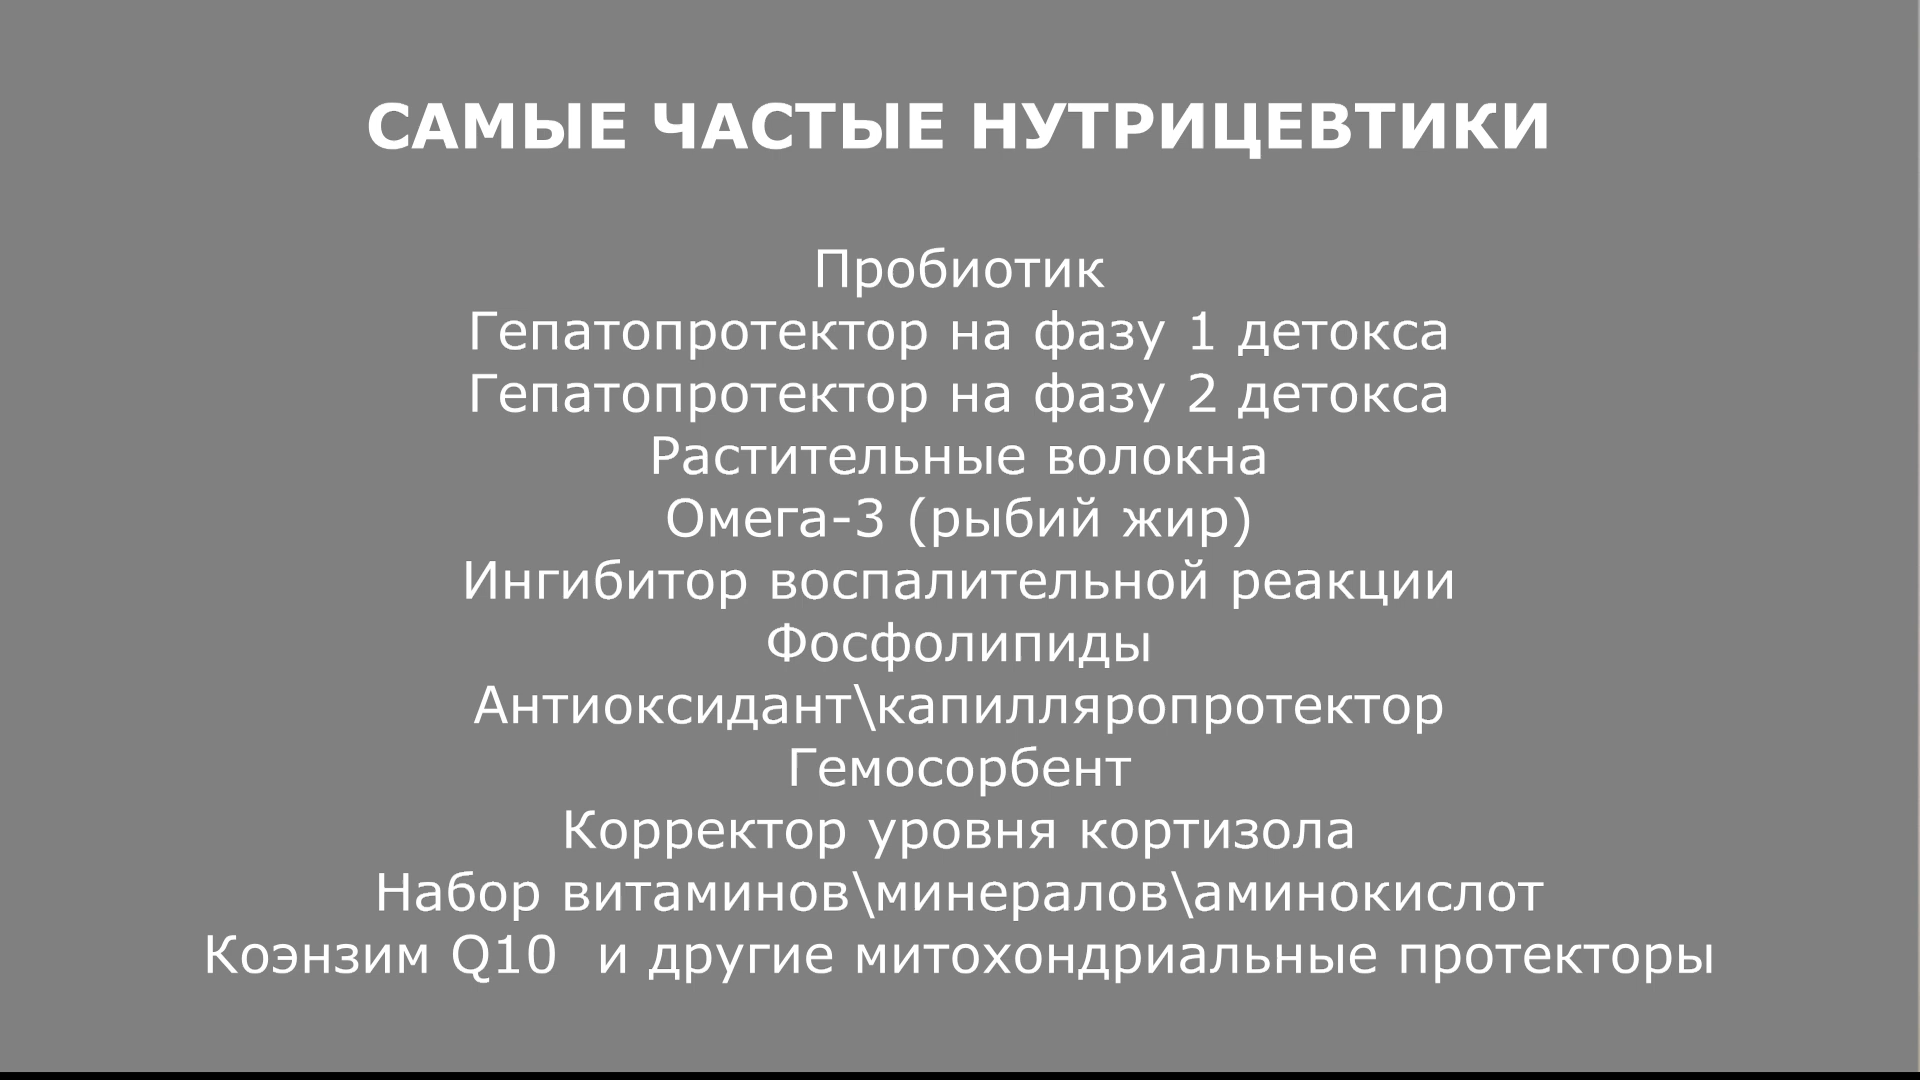 САМЫЕ ЧАСТЫЕ НУТРИЦЕВТИКИ
Пробиотик
Гепатопротектор на фазу 1 детокса
Гепатопротектор на фазу 2 детокса
Растительные волокна
Омега-3 (рыбий жир)
Ингибитор воспалительной реакции
Фосфолипиды
Антиоксидант\капилляропротектор
Гемосорбент
Корректор уровня кортизола
Набор витаминов\минералов\аминокислот
Коэнзим Q10  и другие митохондриальные протекторы